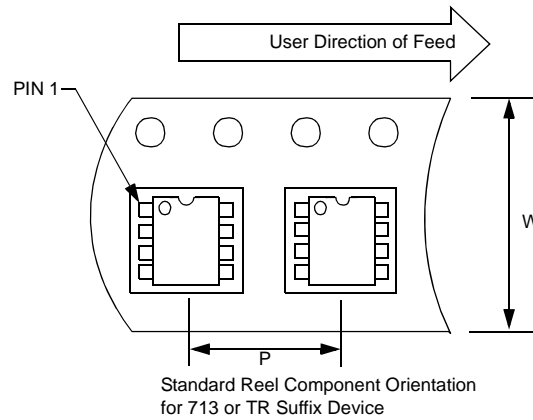 User Direction of Feed
PIN 1
W
P
Standard Reel Component Orientation
for 713 or TR Suffix Device